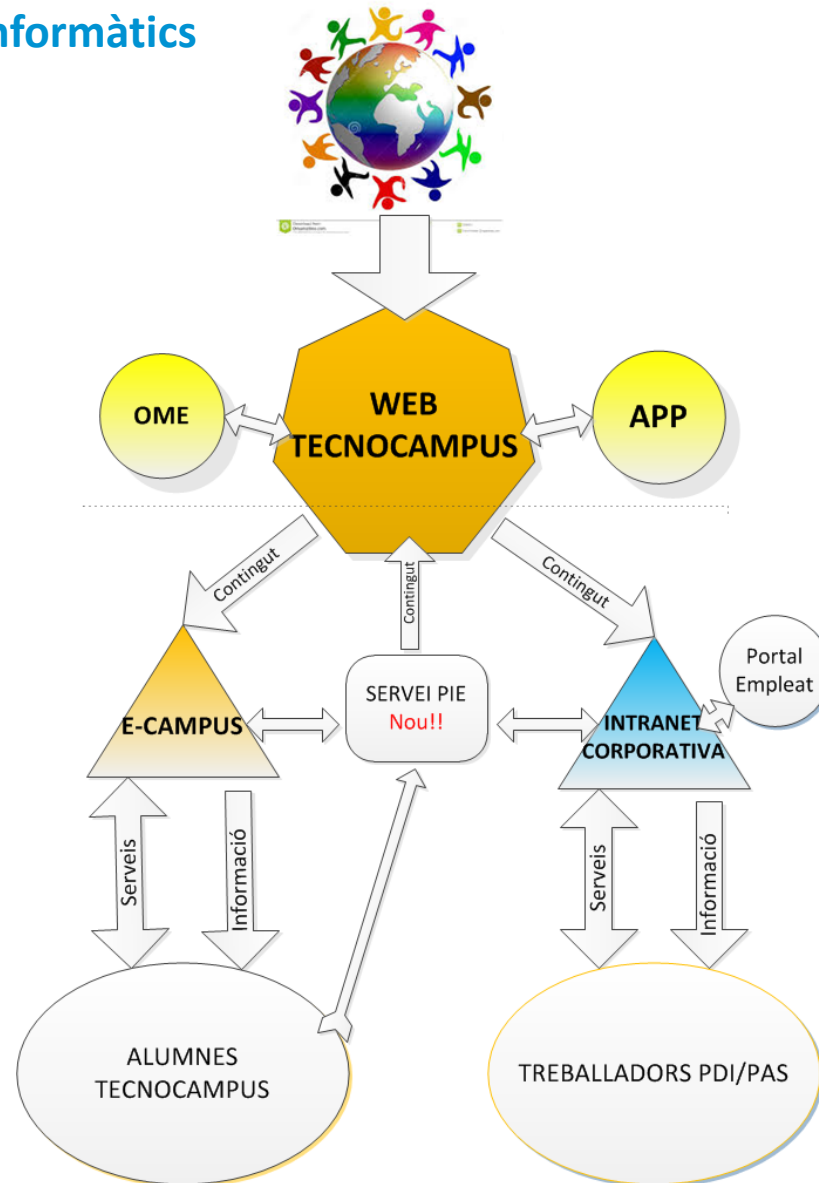 nformàtics
WEB
TECNOCAMPUS
OME
APP
Contingut
Contingut
Contingut
Portal
Empleat
SERVEI PIE
Nou!!
E-CAMPUS
INTRANET
CORPORATIVA
Serveis
Informació
Serveis
Informació
ALUMNES
TECNOCAMPUS
TREBALLADORS PDI/PAS